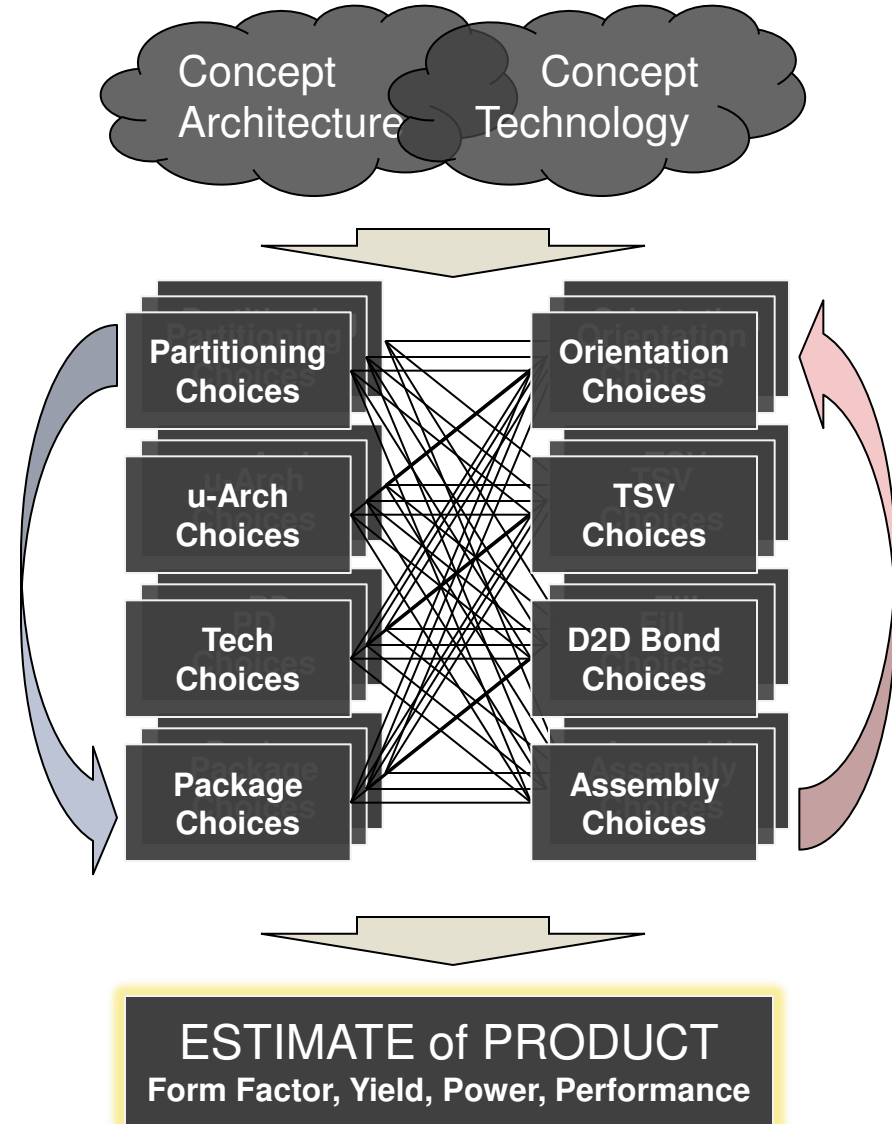 Concept
Architecture
Concept
Technology
Partitioning
Choices
Orientation
Choices
u-Arch
Choices
TSV
Choices
Tech
Choices
D2D Bond
Choices
Package
Choices
Assembly
Choices
ESTIMATE of PRODUCT
Form Factor, Yield, Power, Performance